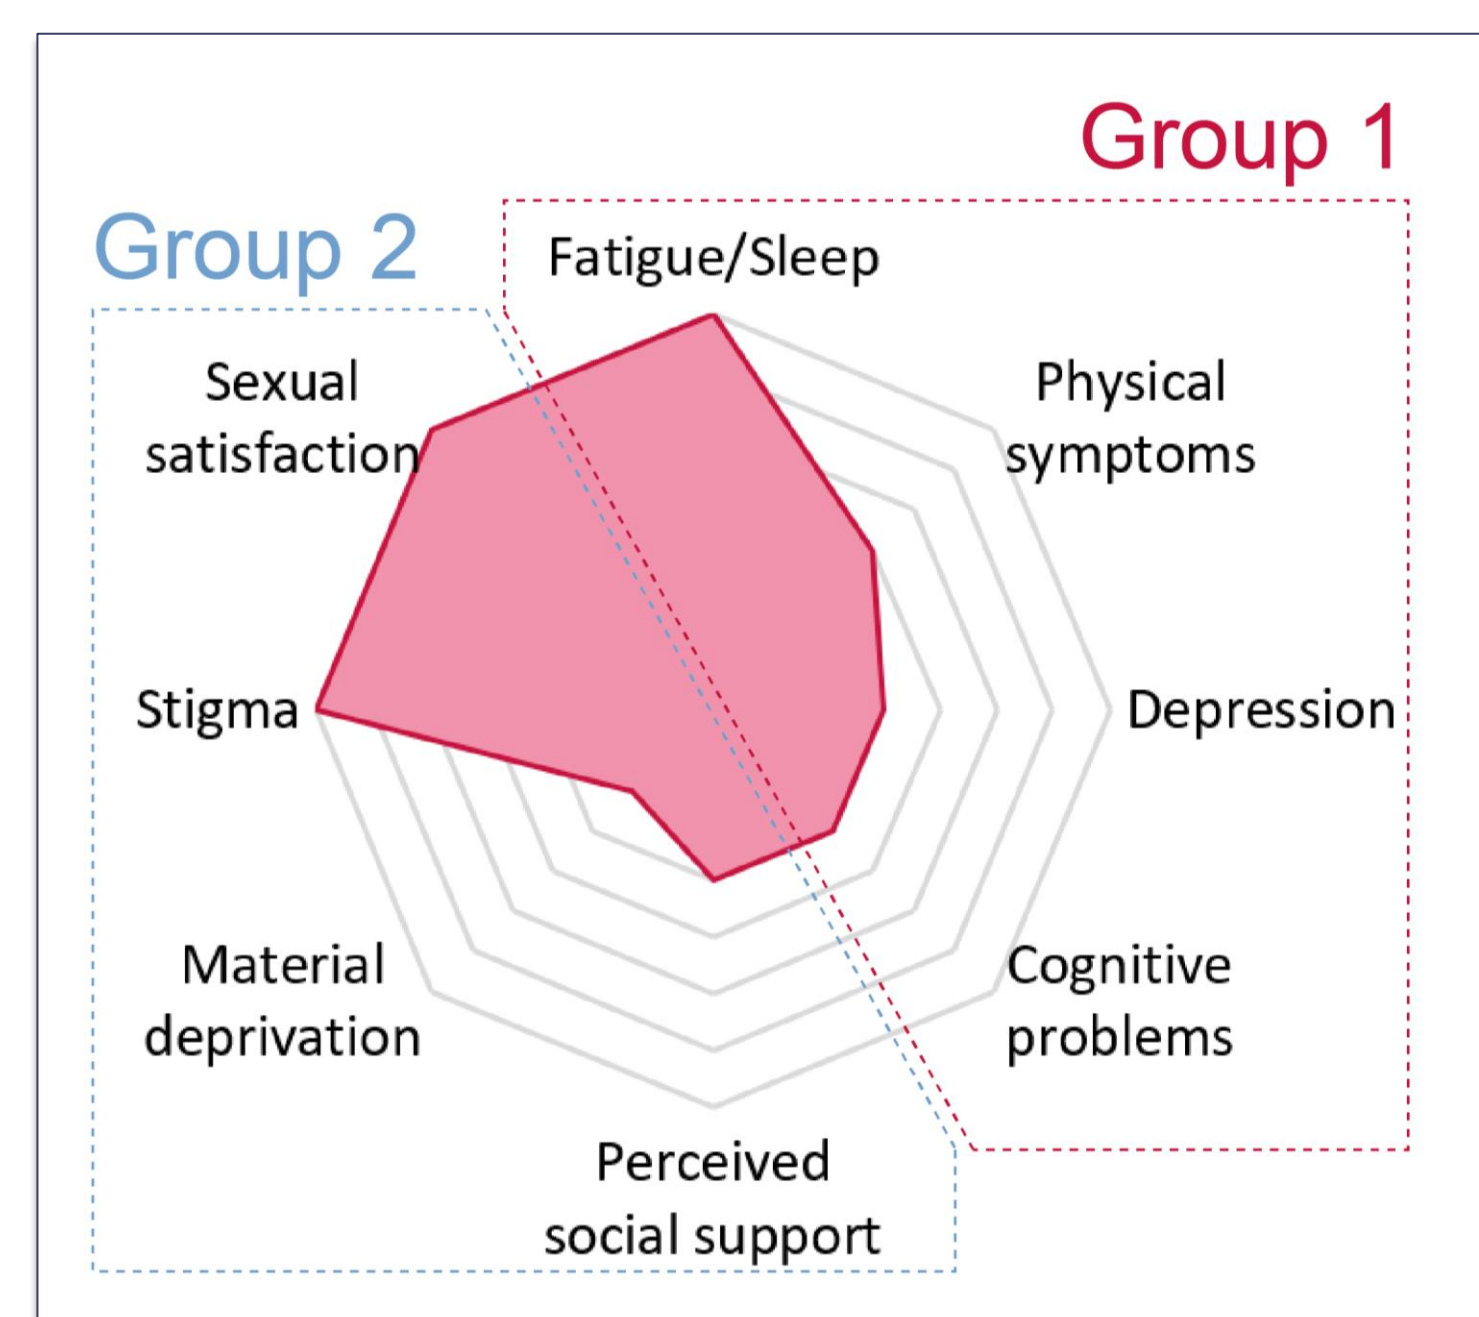 Group 1
Group 2
Fatigue/Sleep
Physical
symptoms
Depression
Cognitive
problems
Perceived
social support
Material
deprivation
Stigma
Sexual
satisfaction